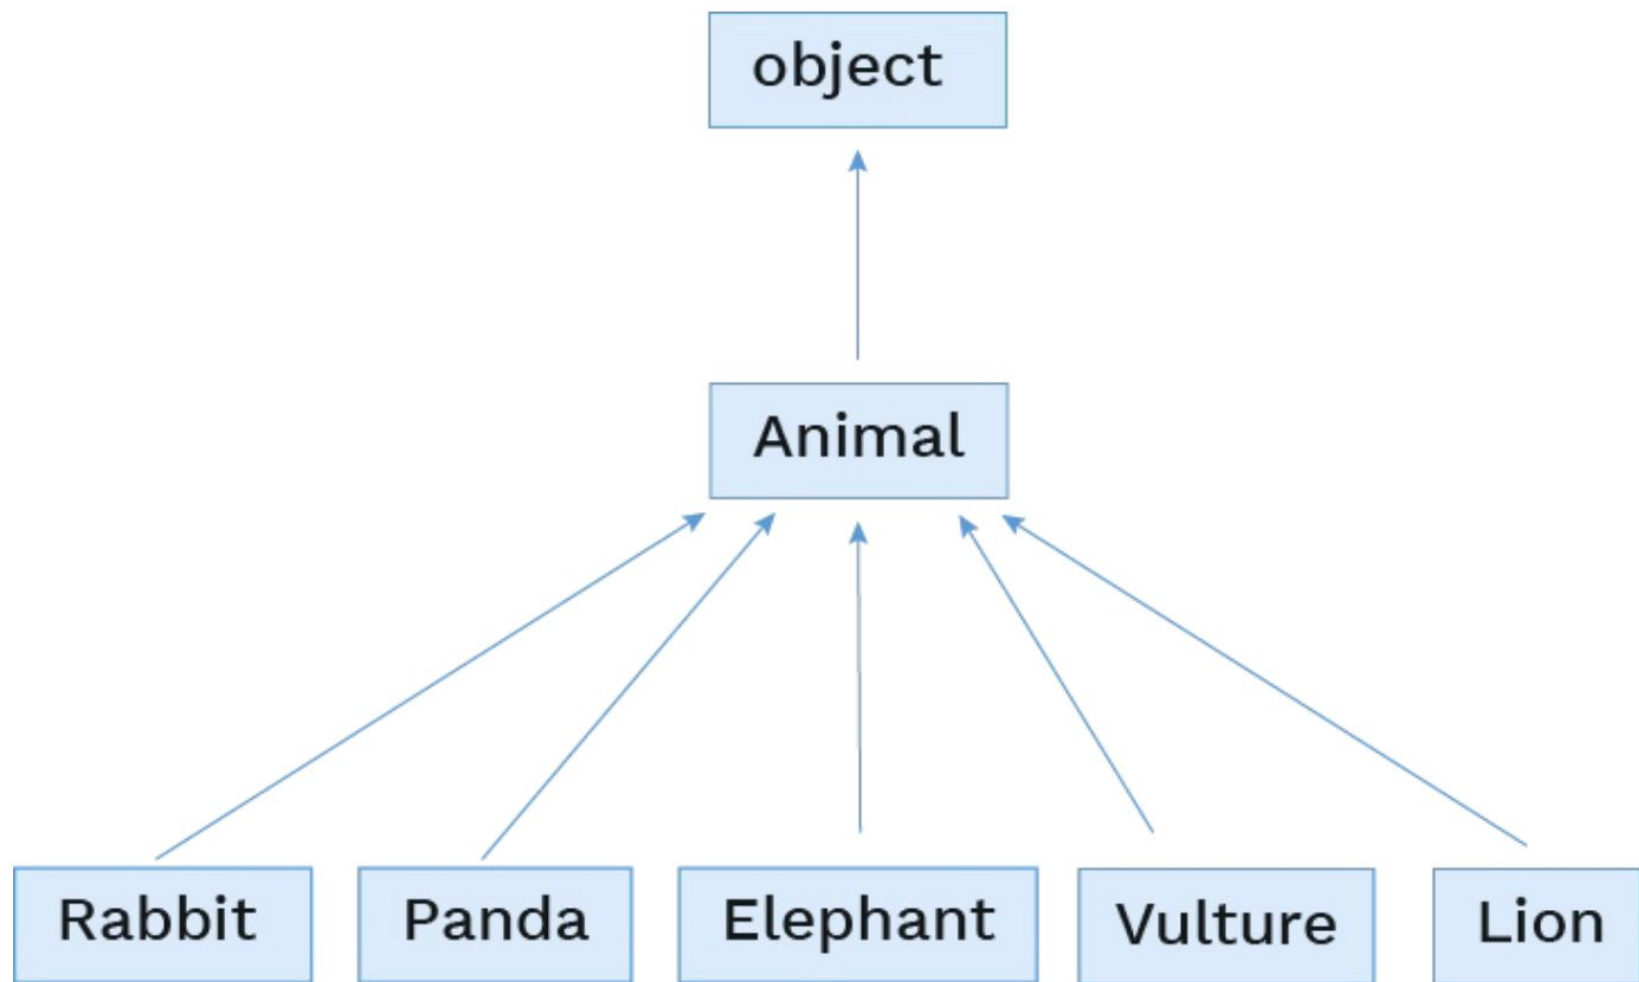 object
Animal
Rabbit
Panda
Elephant
Vulture
Lion